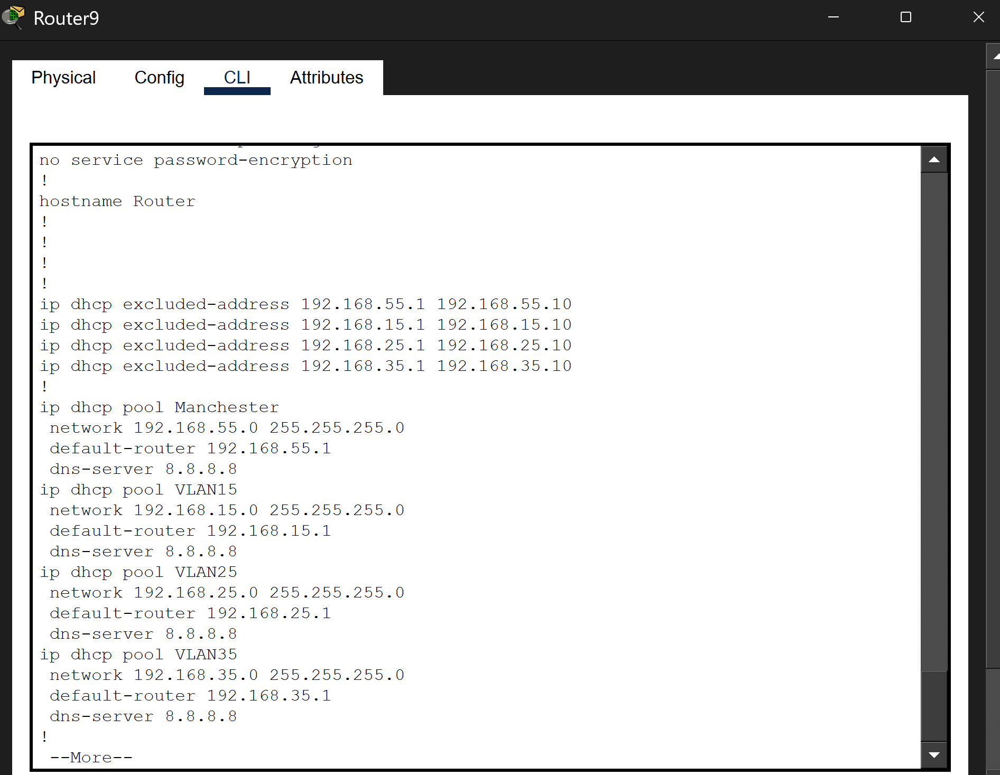 Router9
Physical Config CLI Attributes
no service password-encryption
!
hostname Router
!
!
!
!
ip dhcp excluded-address 192.168.55.1 192.168.55.10
ip dhcp excluded-address 192.168.15.1 192.168.15.10
ip dhcp excluded-address 192.168.25.1 192.168.25.10
ip dhcp excluded-address 192.168.35.1 192.168.35.10
!
ip dhcp pool Manchester
 network 192.168.55.0 255.255.255.0
 default-router 192.168.55.1
 dns-server 8.8.8.8
ip dhcp pool VLAN15
 network 192.168.15.0 255.255.255.0
 default-router 192.168.15.1
 dns-server 8.8.8.8
ip dhcp pool VLAN25
 network 192.168.25.0 255.255.255.0
 default-router 192.168.25.1
 dns-server 8.8.8.8
ip dhcp pool VLAN35
 network 192.168.35.0 255.255.255.0
 default-router 192.168.35.1
 dns-server 8.8.8.8
!
 --More--